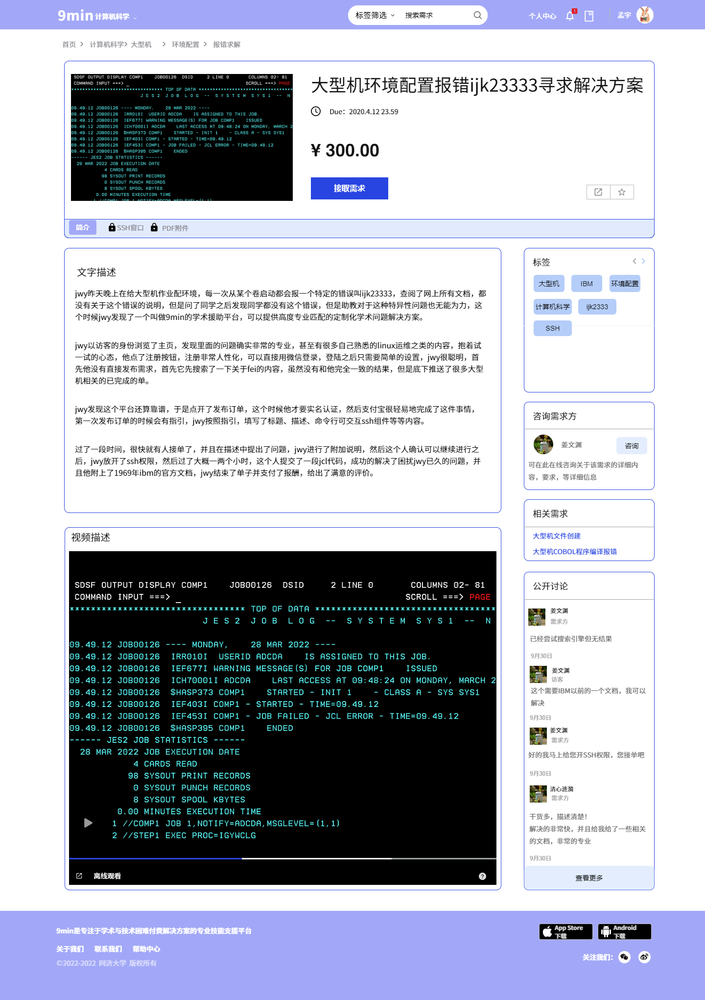 9min 计算机科学
标签筛选 搜索需求
个人中心 1 孟宇
首页 > 计算机科学> 大型机 > 环境配置 > 报错求解
SDSF OUTPUT DISPLAY COMP1 JOB00126 DSID 2 LINE 0 COLUMNS 02- 81
COMMAND INPUT ===> _ SCROLL ===> PAGE
******************************** TOP OF DATA *********************************
J E S 2 J O B L O G -- S Y S T E M S Y S 1 -- N
09.49.12 JOB00126 ---- MONDAY, 28 MAR 2022 ----
09.49.12 JOB00126 IRR010I USERID ADCDA IS ASSIGNED TO THIS JOB.
09.49.12 JOB00126 IEF677I WARNING MESSAGE(S) FOR JOB COMP1 ISSUED
09.49.12 JOB00126 ICH70001I ADCDA LAST ACCESS AT 09:48:24 ON MONDAY, MARCH 2
09.49.12 JOB00126 $HASP373 COMP1 STARTED - INIT 1 - CLASS A - SYS SYS1
09.49.12 JOB00126 IEF403I COMP1 - STARTED - TIME=09.49.12
09.49.12 JOB00126 IEF453I COMP1 - JOB FAILED - JCL ERROR - TIME=09.49.12
09.49.12 JOB00126 $HASP395 COMP1 ENDED
------ JES2 JOB STATISTICS ------
28 MAR 2022 JOB EXECUTION DATE
4 CARDS READ
98 SYSOUT PRINT RECORDS
0 SYSOUT PUNCH RECORDS
8 SYSOUT SPOOL KBYTES
0.00 MINUTES EXECUTION TIME
1 //COMP1 JOB 1,NOTIFY=ADCDA,MSGLEVEL=(1,1)
大型机环境配置报错ijk23333寻求解决方案
Due：2020.4.12 23.59
¥ 300.00
接取需求
简介 SSH窗口 PDF附件
文字描述
jwy昨天晚上在给大型机作业配环境，每一次从某个卷启动都会报一个特定的错误叫ijk23333，查阅了网上所有文档，都
没有关于这个错误的说明，但是问了同学之后发现同学都没有这个错误，但是助教对于这种特异性问题也无能为力，这
个时候jwy发现了一个叫做9min的学术援助平台，可以提供高度专业匹配的定制化学术问题解决方案。
jwy以访客的身份浏览了主页，发现里面的问题确实非常的专业，甚至有很多自己熟悉的linux运维之类的内容，抱着试
一试的心态，他点了注册按钮，注册非常人性化，可以直接用微信登录，登陆之后只需要简单的设置，jwy很聪明，首
先他没有直接发布需求，首先它先搜索了一下关于fei的内容，虽然没有和他完全一致的结果，但是底下推送了很多大型
机相关的已完成的单。
jwy发现这个平台还算靠谱，于是点开了发布订单，这个时候他才要实名认证，然后支付宝很轻易地完成了这件事情，
第一次发布订单的时候会有指引，jwy按照指引，填写了标题、描述、命令行可交互ssh组件等等内容。
过了一段时间，很快就有人接单了，并且在描述中提出了问题，jwy进行了附加说明，然后这个人确认可以继续进行之
后，jwy放开了ssh权限，然后过了大概一两个小时，这个人提交了一段jcl代码，成功的解决了困扰jwy已久的问题，并
且他附上了1969年ibm的官方文档，jwy结束了单子并支付了报酬，给出了满意的评价。
视频描述
SDSF OUTPUT DISPLAY COMP1 JOB00126 DSID 2 LINE 0 COLUMNS 02- 81
COMMAND INPUT ===> _ SCROLL ===> PAGE
********************************* TOP OF DATA **********************************
J E S 2 J O B L O G -- S Y S T E M S Y S 1 -- N
09.49.12 JOB00126 ---- MONDAY, 28 MAR 2022 ----
09.49.12 JOB00126 IRR010I USERID ADCDA IS ASSIGNED TO THIS JOB.
09.49.12 JOB00126 IEF677I WARNING MESSAGE(S) FOR JOB COMP1 ISSUED
09.49.12 JOB00126 ICH70001I ADCDA LAST ACCESS AT 09:48:24 ON MONDAY, MARCH 2
09.49.12 JOB00126 $HASP373 COMP1 STARTED - INIT 1 - CLASS A - SYS SYS1
09.49.12 JOB00126 IEF403I COMP1 - STARTED - TIME=09.49.12
09.49.12 JOB00126 IEF453I COMP1 - JOB FAILED - JCL ERROR - TIME=09.49.12
09.49.12 JOB00126 $HASP395 COMP1 ENDED
------ JES2 JOB STATISTICS ------
28 MAR 2022 JOB EXECUTION DATE
4 CARDS READ
98 SYSOUT PRINT RECORDS
0 SYSOUT PUNCH RECORDS
8 SYSOUT SPOOL KBYTES
0.00 MINUTES EXECUTION TIME
1 //COMP1 JOB 1,NOTIFY=ADCDA,MSGLEVEL=(1,1)
2 //STEP1 EXEC PROC=IGYWCLG
离线观看
标签
大型机 IBM 环境配置
计算机科学 ijk2333
SSH
咨询需求方
姜文渊 咨询
可在此在线咨询关于该需求的详细内
容，要求，等详细信息
相关需求
大型机文件创建
大型机COBOL程序编译报错
公开讨论
姜文渊
需求方
已经尝试搜索引擎但无结果
9月30日
姜文渊
访客
这个需要IBM以前的一个文档，我可以
解决
9月30日
姜文渊
需求方
好的我马上给您开SSH权限，您接单吧
9月30日
清心涟漪
需求方
干货多，描述清楚！
解决的非常快，并且给我给了一些相关
的文档，非常的专业
9月30日
查看更多
9min是专注于学术与技术困难付费解决方案的专业技能支援平台
关于我们 联系我们 帮助中心
©2022-2022 同济大学 版权所有
App Store
下载
Android
下载
关注我们：